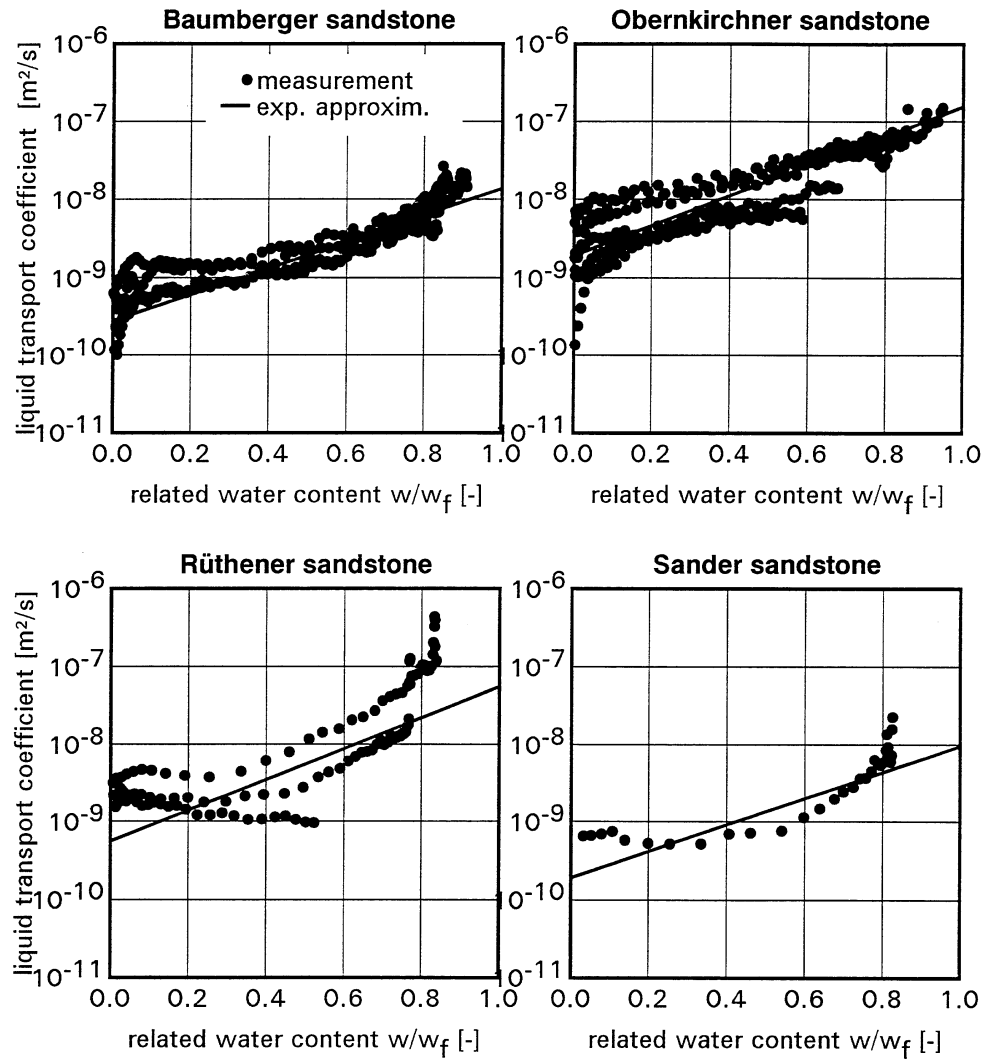 Baumberger sandstone
liquid transport coefficient [m²/s]
10-6
10-7
10-8
10-9
10-10
10-11
measurement
exp. approxim.
0.0 0.2 0.4 0.6 0.8 1.0
related water content w/wf [-]
Obernkirchner sandstone
10-6
10-7
10-8
10-9
10-10
10-11
0.0 0.2 0.4 0.6 0.8 1.0
related water content w/wf [-]
Rüthener sandstone
liquid transport coefficient [m²/s]
10-6
10-7
10-8
10-9
10-10
10-11
0.0 0.2 0.4 0.6 0.8 1.0
related water content w/wf [-]
Sander sandstone
10-6
10-7
10-8
10-9
10-10
10-11
0.0 0.2 0.4 0.6 0.8 1.0
related water content w/wf [-]